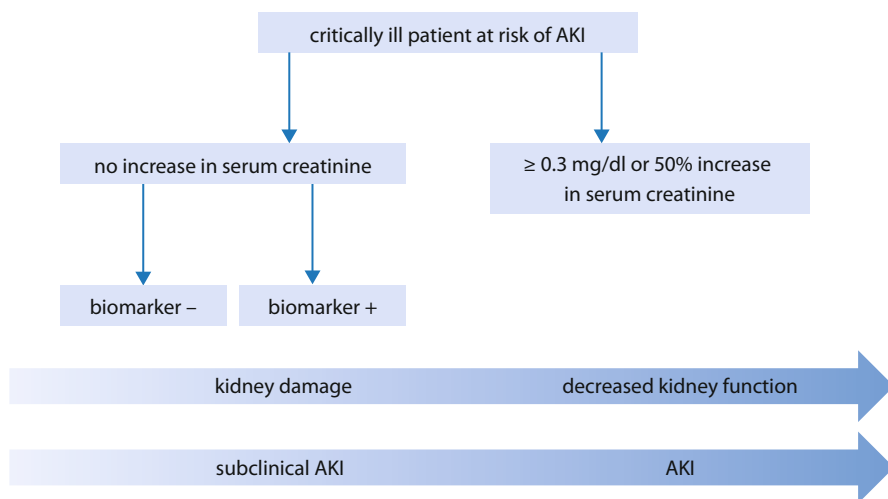 critically ill patient at risk of AKI
no increase in serum creatinine
≥ 0.3 mg/dl or 50% increase
in serum creatinine
biomarker –
biomarker +
kidney damage
decreased kidney function
subclinical AKI
AKI